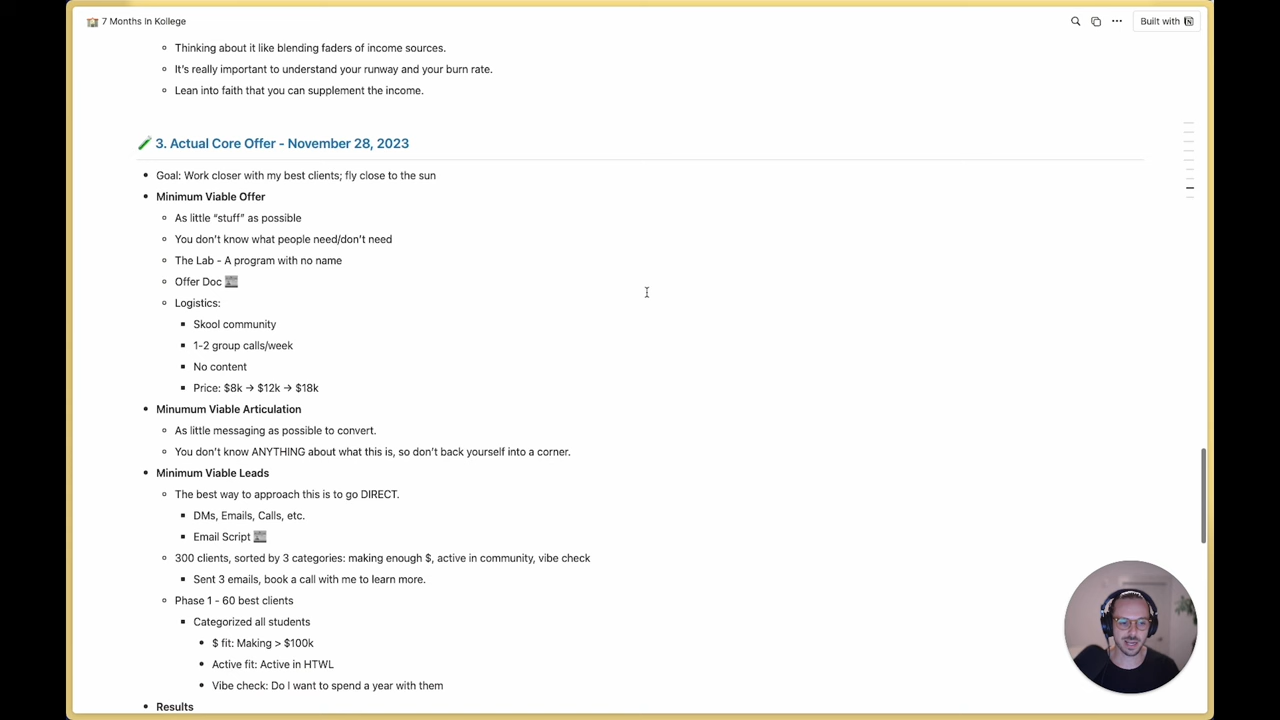 7 Months In Kollege
Built with
Thinking about it like blending faders of income sources.
It's really important to understand your runway and your burn rate.
Lean into faith that you can supplement the income.
3. Actual Core Offer - November 28, 2023
Goal: Work closer with my best clients; fly close to the sun
Minimum Viable Offer
As little “stuff” as possible
You don't know what people need/don't need
The Lab - A program with no name
Offer Doc
Logistics:
Skool community
1-2 group calls/week
No content
Price: $8k → $12k → $18k
Minumum Viable Articulation
As little messaging as possible to convert.
You don't know ANYTHING about what this is, so don't back yourself into a corner.
Minimum Viable Leads
The best way to approach this is to go DIRECT.
DMs, Emails, Calls, etc.
Email Script
300 clients, sorted by 3 categories: making enough $, active in community, vibe check
Sent 3 emails, book a call with me to learn more.
Phase 1 - 60 best clients
Categorized all students
$ fit: Making > $100k
Active fit: Active in HTWL
Vibe check: Do I want to spend a year with them
Results